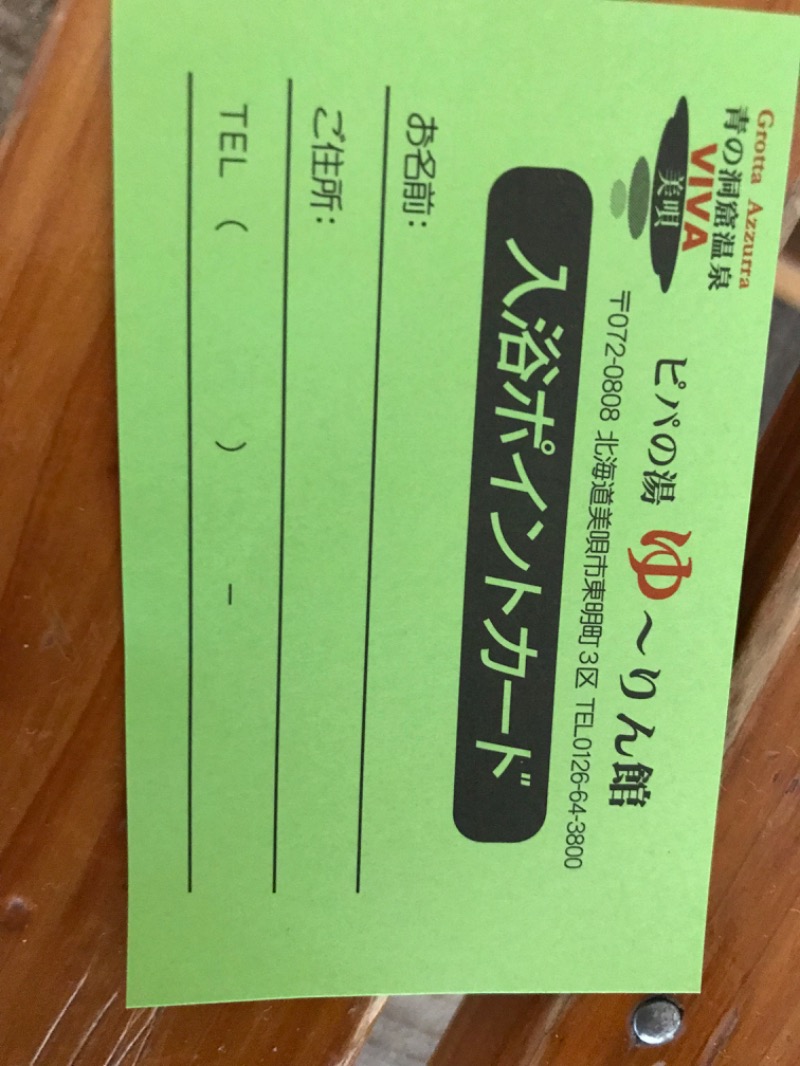 Grotta Azzurra
青の洞窟温泉
VIVA
美唄
ピパの湯 ゆ～りん館
〒072-0808 北海道美唄市東明町3区 TEL0126-64-3800
入浴ポイントカード
お名前:
ご住所:
TEL ( ) -